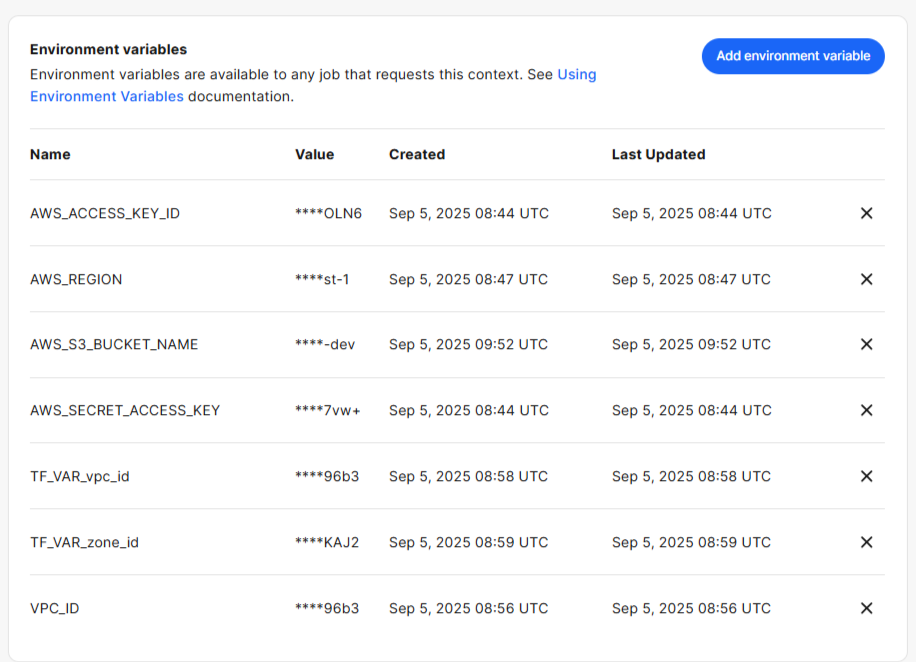 Environment variables
Add environment variable
Environment variables are available to any job that requests this context. See Using
Environment Variables documentation.
Name Value Created Last Updated
AWS_ACCESS_KEY_ID ****OLN6 Sep 5, 2025 08:44 UTC Sep 5, 2025 08:44 UTC ✕
AWS_REGION ****st-1 Sep 5, 2025 08:47 UTC Sep 5, 2025 08:47 UTC ✕
AWS_S3_BUCKET_NAME ****-dev Sep 5, 2025 09:52 UTC Sep 5, 2025 09:52 UTC ✕
AWS_SECRET_ACCESS_KEY ****7vw+ Sep 5, 2025 08:44 UTC Sep 5, 2025 08:44 UTC ✕
TF_VAR_vpc_id ****96b3 Sep 5, 2025 08:58 UTC Sep 5, 2025 08:58 UTC ✕
TF_VAR_zone_id ****KAJ2 Sep 5, 2025 08:59 UTC Sep 5, 2025 08:59 UTC ✕
VPC_ID ****96b3 Sep 5, 2025 08:56 UTC Sep 5, 2025 08:56 UTC ✕